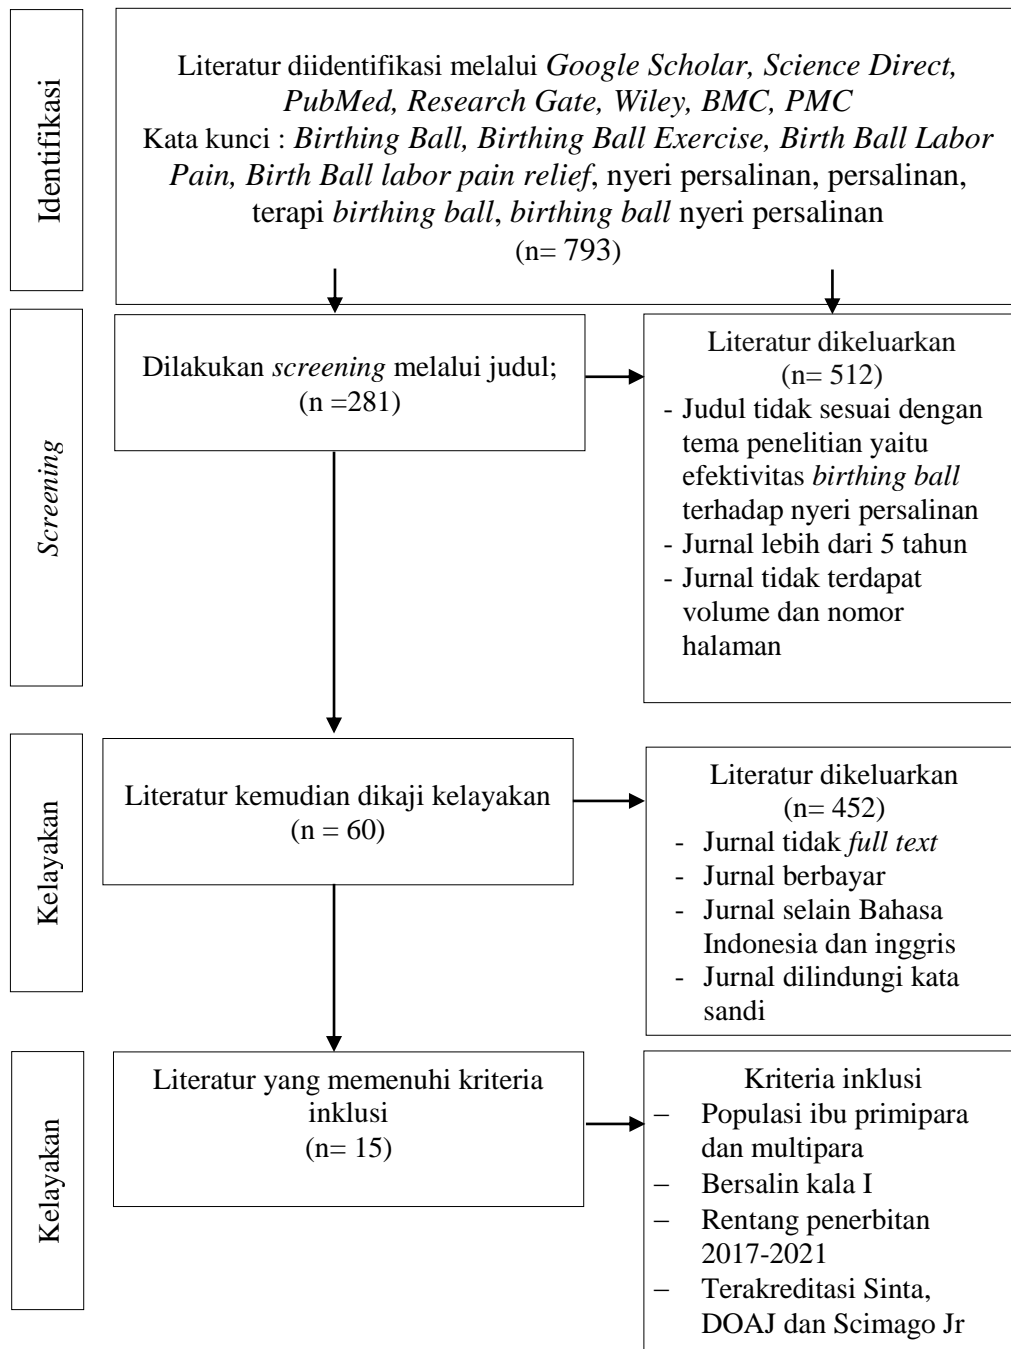 Identifikasi
Literatur diidentifikasi melalui Google Scholar, Science Direct,
PubMed, Research Gate, Wiley, BMC, PMC
Kata kunci : Birthing Ball, Birthing Ball Exercise, Birth Ball Labor
Pain, Birth Ball labor pain relief, nyeri persalinan, persalinan,
terapi birthing ball, birthing ball nyeri persalinan
(n= 793)
Screening
Dilakukan screening melalui judul;
(n =281)
Literatur dikeluarkan
(n= 512)
- Judul tidak sesuai dengan
tema penelitian yaitu
efektivitas birthing ball
terhadap nyeri persalinan
- Jurnal lebih dari 5 tahun
- Jurnal tidak terdapat
volume dan nomor
halaman
Kelayakan
Literatur kemudian dikaji kelayakan
(n = 60)
Literatur dikeluarkan
(n= 452)
- Jurnal tidak full text
- Jurnal berbayar
- Jurnal selain Bahasa
Indonesia dan inggris
- Jurnal dilindungi kata
sandi
Kelayakan
Literatur yang memenuhi kriteria
inklusi
(n= 15)
Kriteria inklusi
– Populasi ibu primipara
dan multipara
– Bersalin kala I
– Rentang penerbitan
2017-2021
– Terakreditasi Sinta,
DOAJ dan Scimago Jr